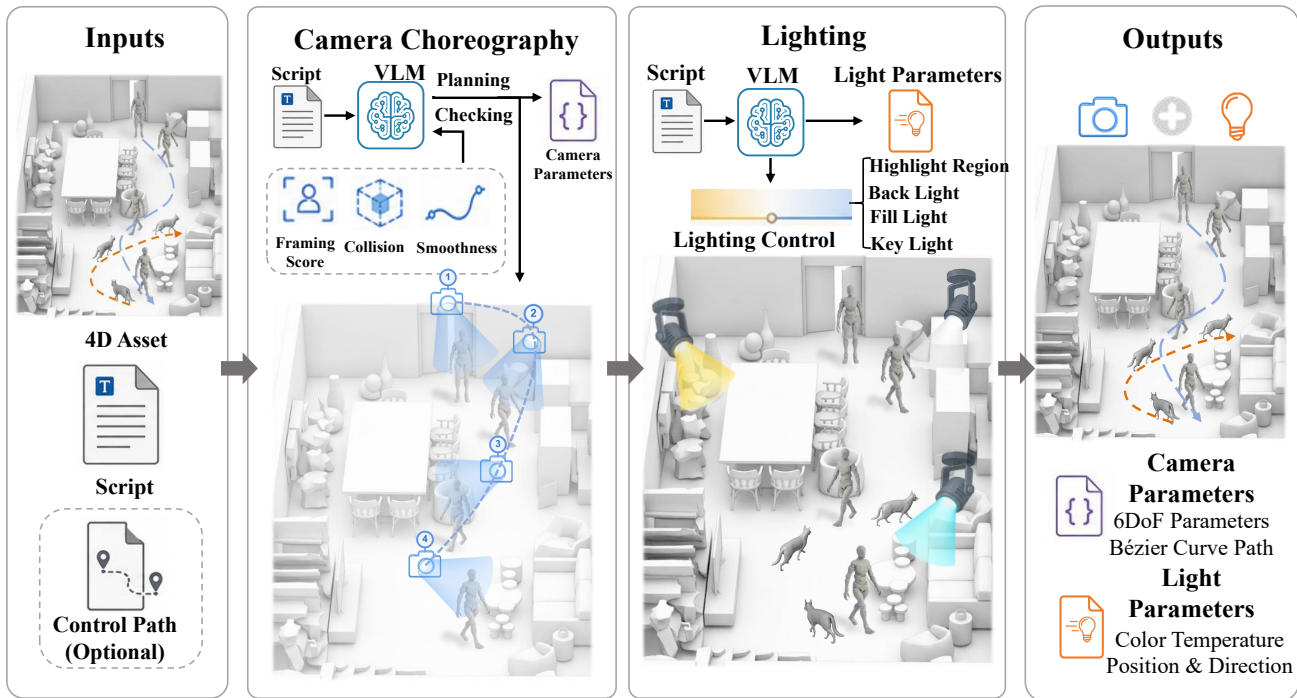 Inputs
4D Asset
T
Script
Control Path
(Optional)
Camera Choreography
Script
VLM
Planning
T
Checking
{ }
Camera
Parameters
Framing
Score
Collision
Smoothness
1
2
3
4
Lighting
Script
VLM
Light Parameters
T
Highlight Region
Back Light
Fill Light
Key Light
Lighting Control
Outputs
Camera
Parameters
{ }
6DoF Parameters
Bézier Curve Path
Light
Parameters
Color Temperature
Position & Direction